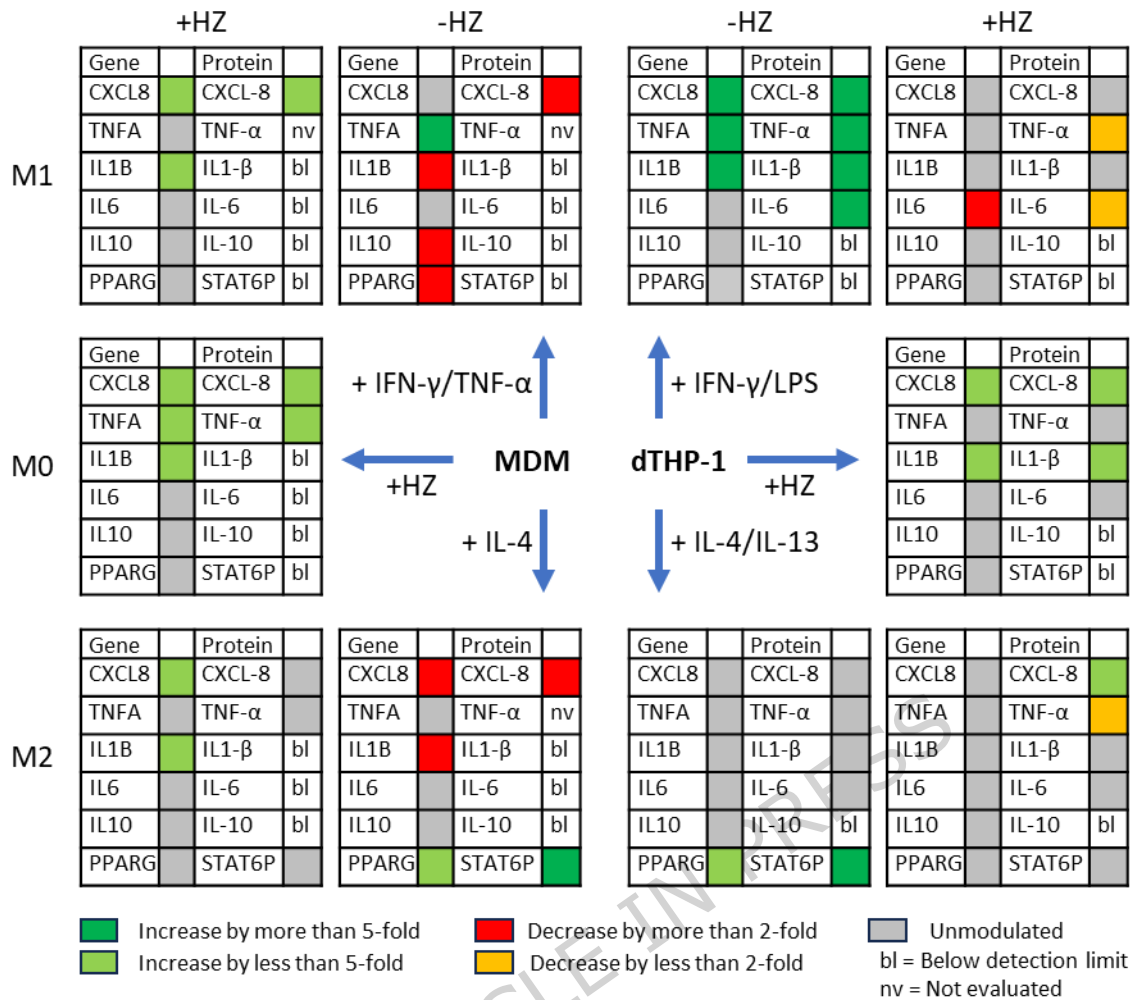 +HZ -HZ -HZ +HZ
Gene Protein Gene Protein Gene Protein Gene Protein
CXCL8 CXCL-8 CXCL8 CXCL-8 CXCL8 CXCL-8 CXCL8 CXCL-8
TNFA TNF-α nv TNFA TNF-α nv TNFA TNF-α TNFA TNF-α
M1 IL1B IL1-β bl IL1B IL1-β bl IL1B IL1-β IL1B IL1-β
IL6 IL-6 bl IL6 IL-6 bl IL6 IL-6 IL6 IL-6
IL10 IL-10 bl IL10 IL-10 bl IL10 IL-10 bl IL10 IL-10 bl
PPARG STAT6P bl PPARG STAT6P bl PPARG STAT6P bl PPARG STAT6P bl
Gene Protein Gene Protein
CXCL8 CXCL-8 + IFN-γ/TNF-α + IFN-γ/LPS CXCL8 CXCL-8
TNFA TNF-α TNFA TNF-α
M0 IL1B IL1-β bl MDM dTHP-1 IL1B IL1-β
IL6 IL-6 bl +HZ +HZ IL6 IL-6
IL10 IL-10 bl + IL-4 + IL-4/IL-13 IL10 IL-10 bl
PPARG STAT6P bl PPARG STAT6P bl
Gene Protein Gene Protein Gene Protein Gene Protein
CXCL8 CXCL-8 CXCL8 CXCL-8 CXCL8 CXCL-8 CXCL8 CXCL-8
TNFA TNF-α TNFA TNF-α nv TNFA TNF-α TNFA TNF-α
M2 IL1B IL1-β bl IL1B IL1-β bl IL1B IL1-β IL1B IL1-β
IL6 IL-6 bl IL6 IL-6 bl IL6 IL-6 IL6 IL-6
IL10 IL-10 bl IL10 IL-10 bl IL10 IL-10 bl IL10 IL-10 bl
PPARG STAT6P PPARG STAT6P PPARG STAT6P PPARG STAT6P
Increase by more than 5-fold Decrease by more than 2-fold Unmodulated
Increase by less than 5-fold Decrease by less than 2-fold bl = Below detection limit
nv = Not evaluated
CLE IN PRESS